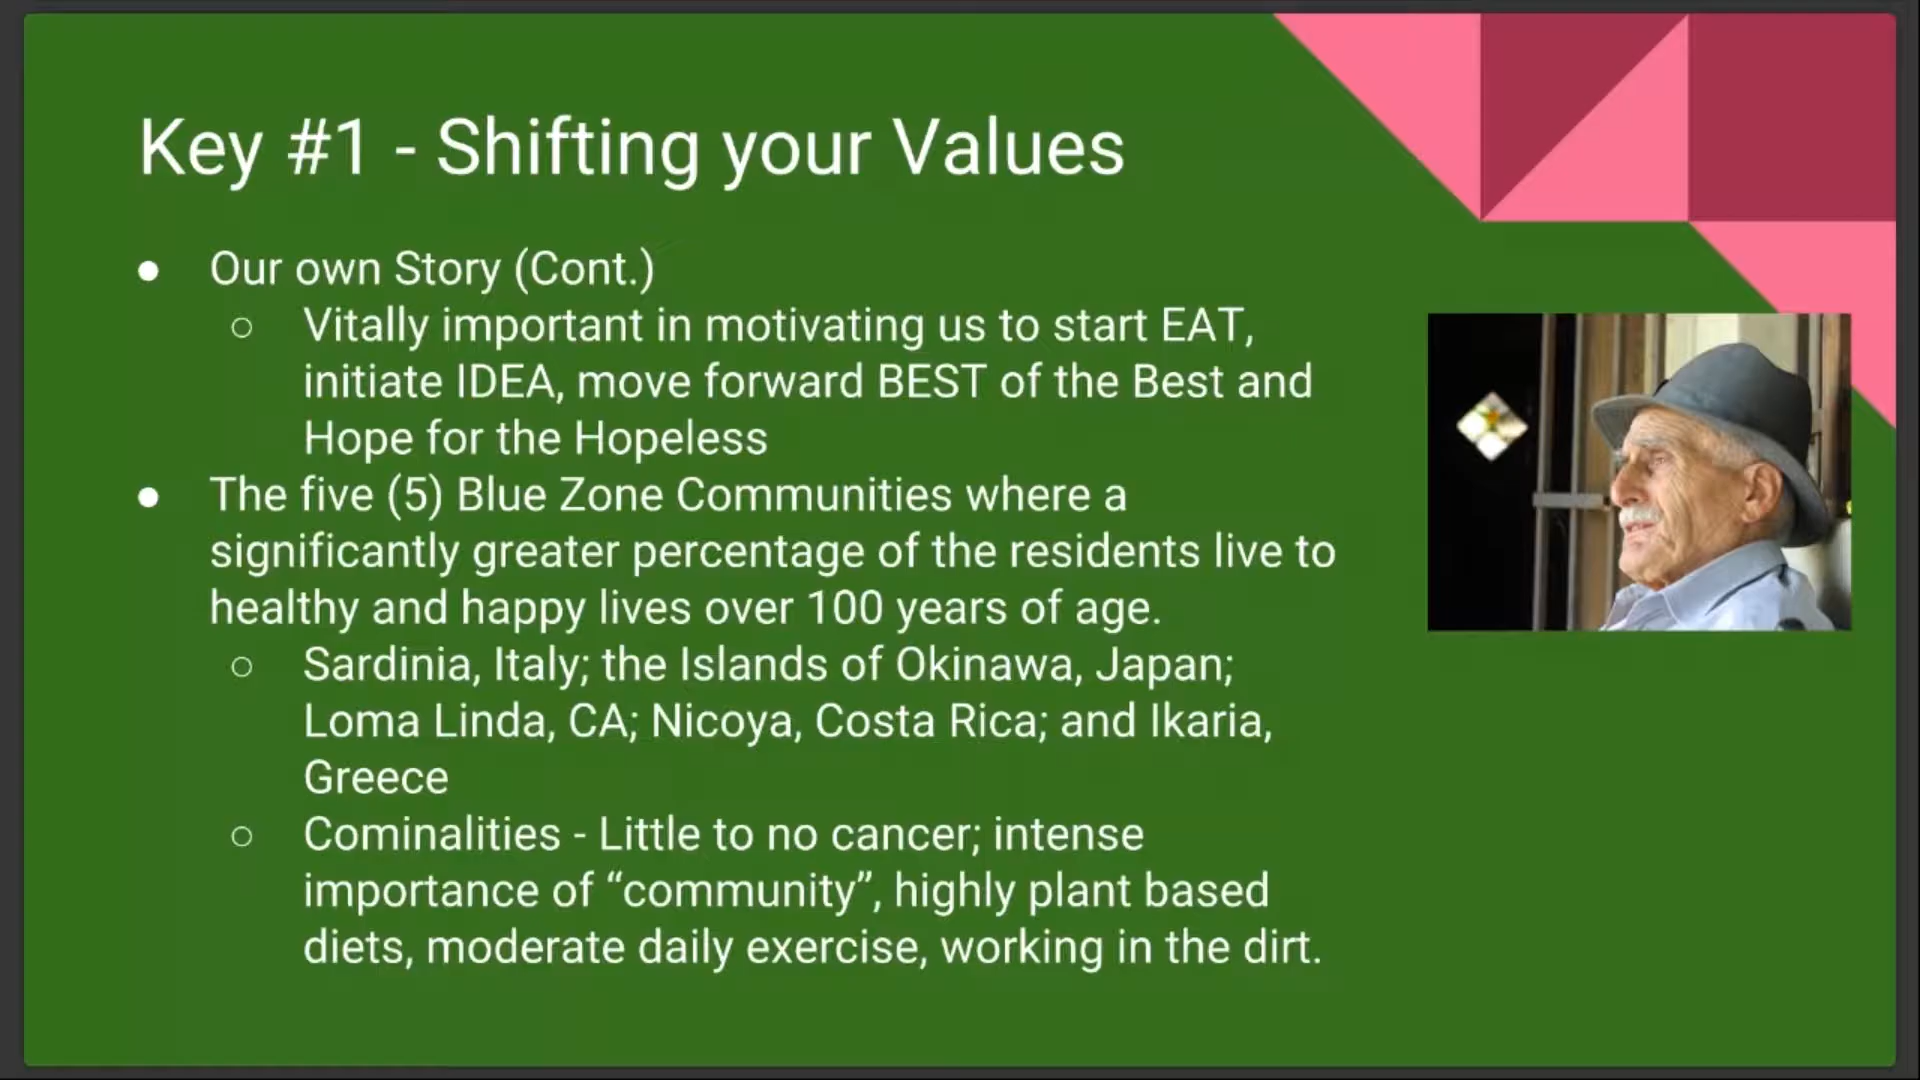 Key #1 - Shifting your Values
● Our own Story (Cont.)
○ Vitally important in motivating us to start EAT,
initiate IDEA, move forward BEST of the Best and
Hope for the Hopeless
● The five (5) Blue Zone Communities where a
significantly greater percentage of the residents live to
healthy and happy lives over 100 years of age.
○ Sardinia, Italy; the Islands of Okinawa, Japan;
Loma Linda, CA; Nicoya, Costa Rica; and Ikaria,
Greece
○ Cominalities - Little to no cancer; intense
importance of “community”, highly plant based
diets, moderate daily exercise, working in the dirt.